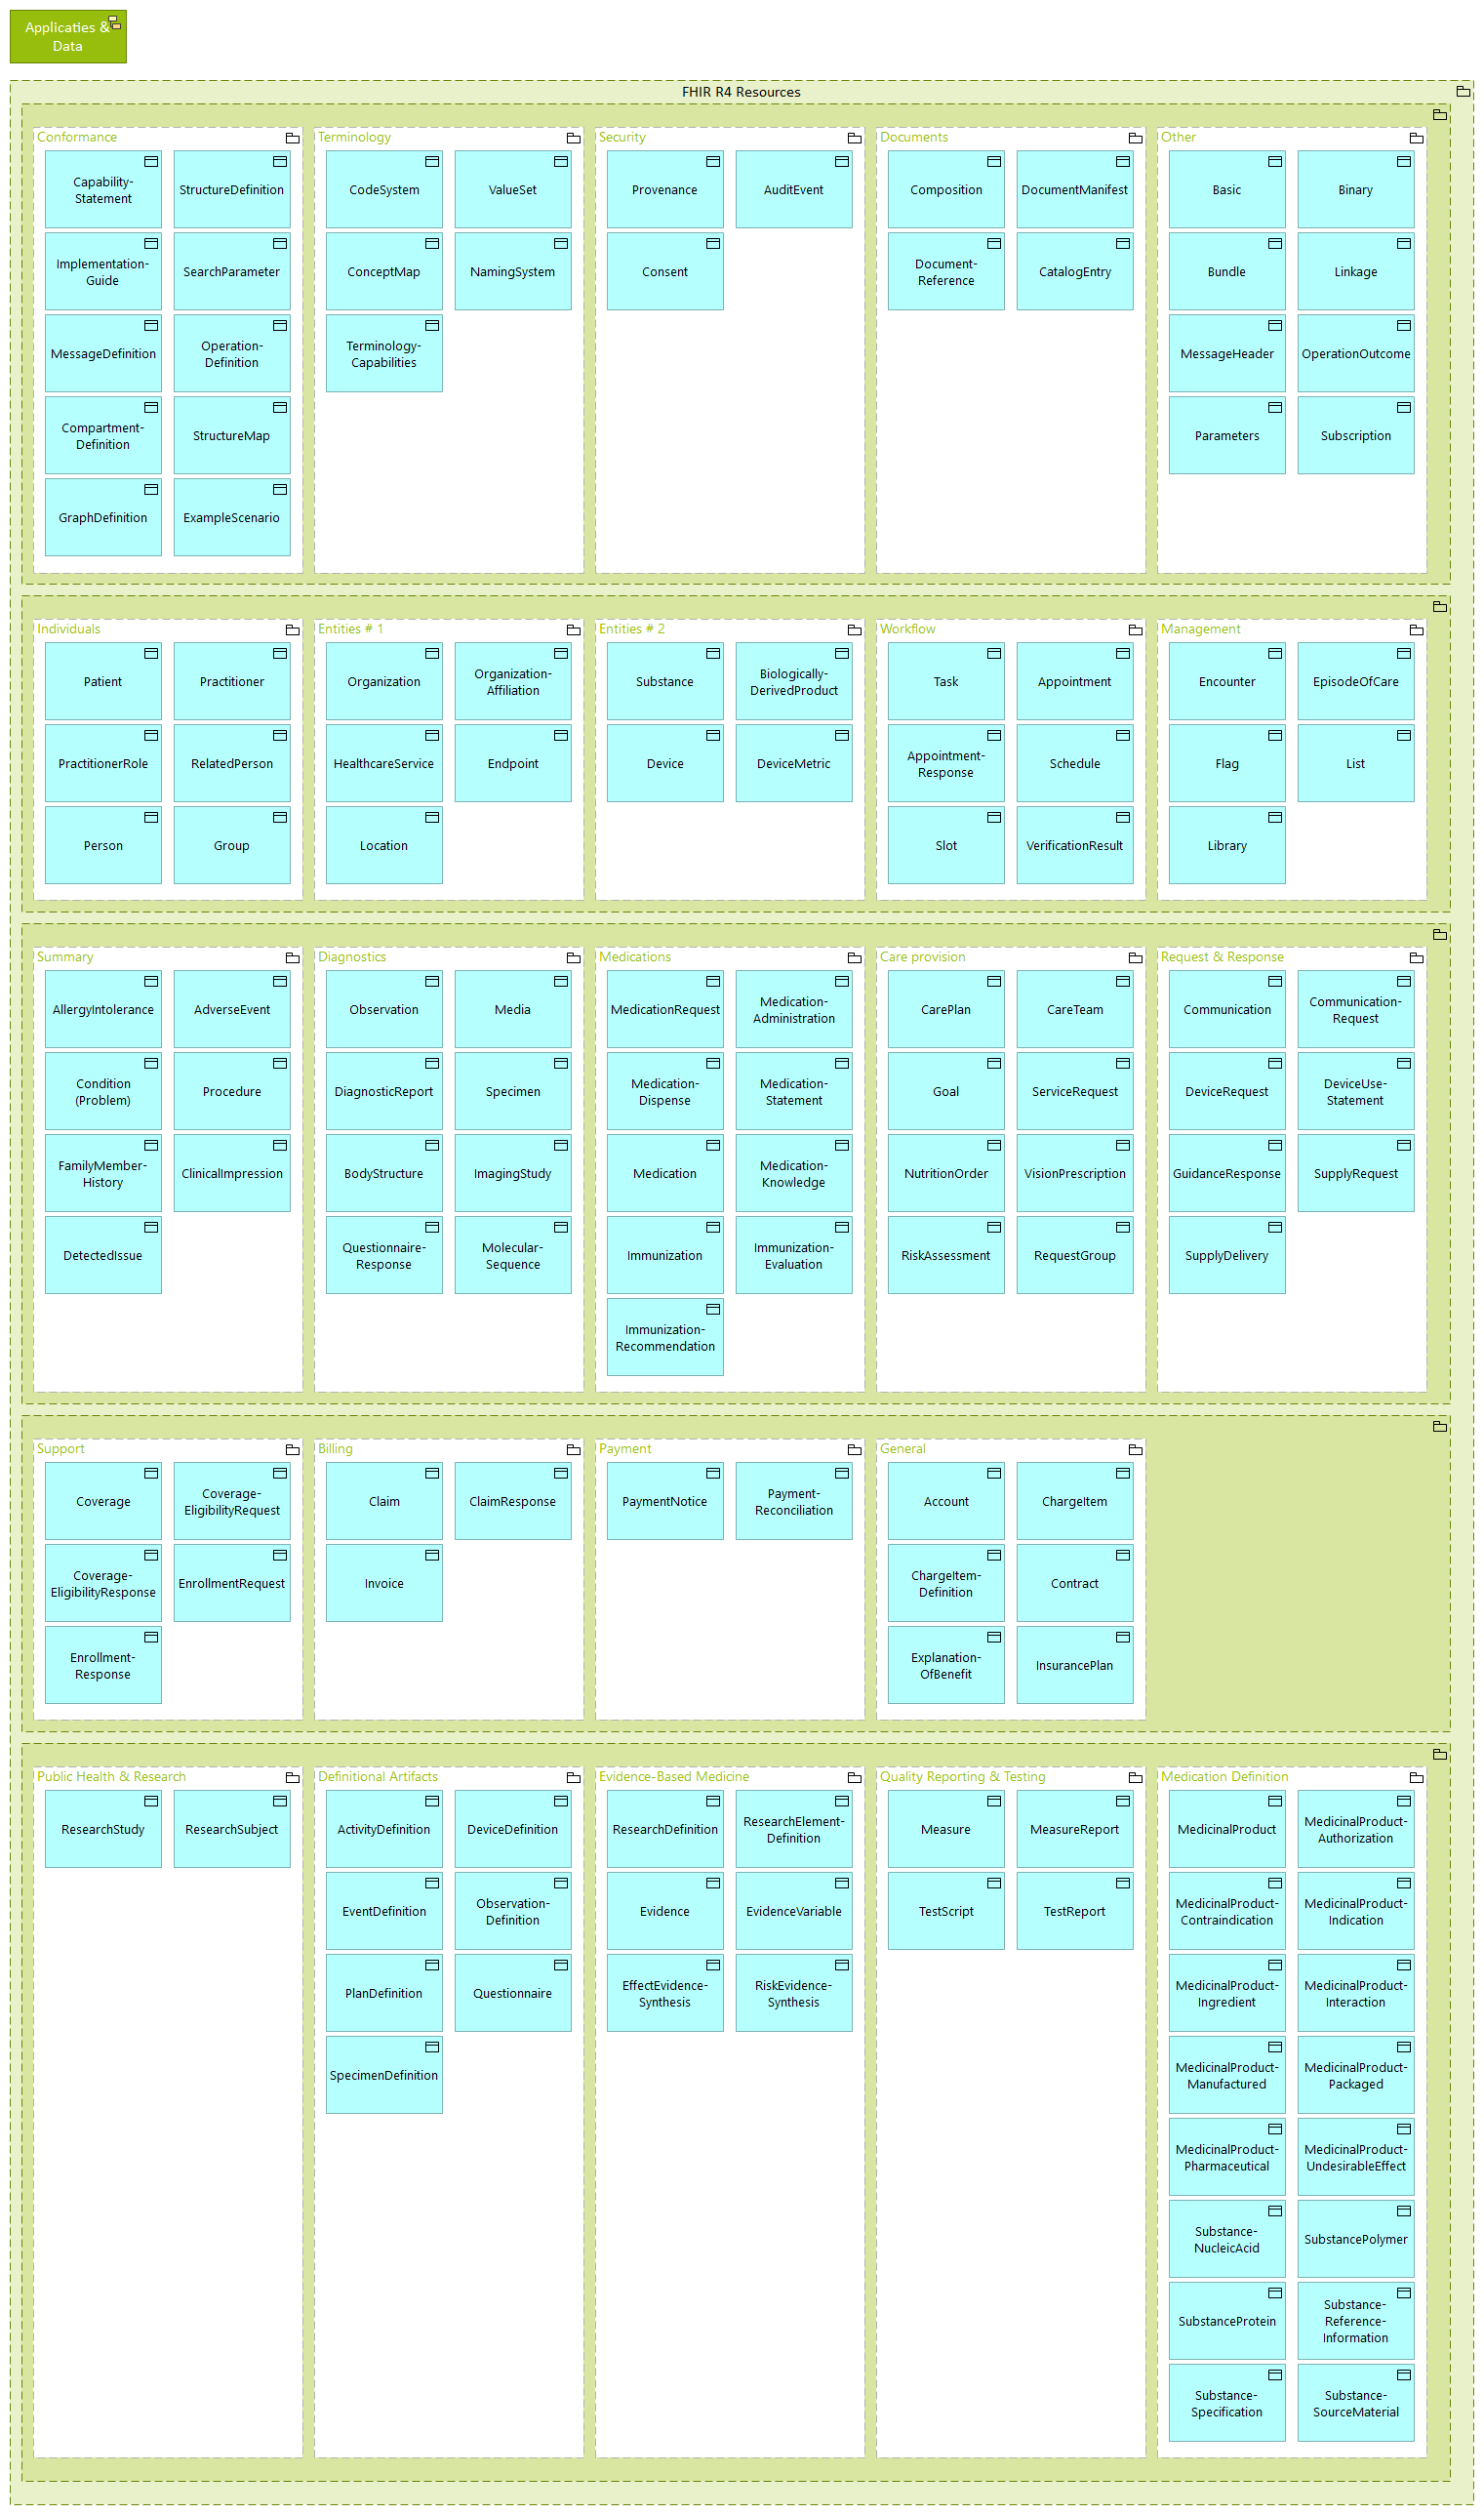 Applicaties &
Data
FHIR R4 Resources
Conformance
Capability-
Statement
StructureDefinition
Implementation-
Guide
SearchParameter
MessageDefinition
Operation-
Definition
Compartment-
Definition
StructureMap
GraphDefinition
ExampleScenario
Terminology
CodeSystem
ValueSet
ConceptMap
NamingSystem
Terminology-
Capabilities
Security
Provenance
AuditEvent
Consent
Documents
Composition
DocumentManifest
Document-
Reference
CatalogEntry
Other
Basic
Binary
Bundle
Linkage
MessageHeader
OperationOutcome
Parameters
Subscription
Individuals
Patient
Practitioner
PractitionerRole
RelatedPerson
Person
Group
Entities # 1
Organization
Organization-
Affiliation
HealthcareService
Endpoint
Location
Entities # 2
Substance
Biologically-
DerivedProduct
Device
DeviceMetric
Workflow
Task
Appointment
Appointment-
Response
Schedule
Slot
VerificationResult
Management
Encounter
EpisodeOfCare
Flag
List
Library
Summary
AllergyIntolerance
AdverseEvent
Condition
(Problem)
Procedure
FamilyMember-
History
ClinicalImpression
DetectedIssue
Diagnostics
Observation
Media
DiagnosticReport
Specimen
BodyStructure
ImagingStudy
Questionnaire-
Response
Molecular-
Sequence
Medications
MedicationRequest
Medication-
Administration
Medication-
Dispense
Medication-
Statement
Medication
Medication-
Knowledge
Immunization
Immunization-
Evaluation
Immunization-
Recommendation
Care provision
CarePlan
CareTeam
Goal
ServiceRequest
NutritionOrder
VisionPrescription
RiskAssessment
RequestGroup
Request & Response
Communication
Communication-
Request
DeviceRequest
DeviceUse-
Statement
GuidanceResponse
SupplyRequest
SupplyDelivery
Support
Coverage
Coverage-
EligibilityRequest
Coverage-
EligibilityResponse
EnrollmentRequest
Enrollment-
Response
Billing
Claim
ClaimResponse
Invoice
Payment
PaymentNotice
Payment-
Reconciliation
General
Account
ChargeItem
ChargeItem-
Definition
Contract
Explanation-
OfBenefit
InsurancePlan
Public Health & Research
ResearchStudy
ResearchSubject
Definitional Artifacts
ActivityDefinition
DeviceDefinition
EventDefinition
Observation-
Definition
PlanDefinition
Questionnaire
SpecimenDefinition
Evidence-Based Medicine
ResearchDefinition
ResearchElement-
Definition
Evidence
EvidenceVariable
EffectEvidence-
Synthesis
RiskEvidence-
Synthesis
Quality Reporting & Testing
Measure
MeasureReport
TestScript
TestReport
Medication Definition
MedicinalProduct
MedicinalProduct-
Authorization
MedicinalProduct-
Contraindication
MedicinalProduct-
Indication
MedicinalProduct-
Ingredient
MedicinalProduct-
Interaction
MedicinalProduct-
Manufactured
MedicinalProduct-
Packaged
MedicinalProduct-
Pharmaceutical
MedicinalProduct-
UndesirableEffect
Substance-
NucleicAcid
SubstancePolymer
SubstanceProtein
Substance-
Reference-
Information
Substance-
Specification
Substance-
SourceMaterial